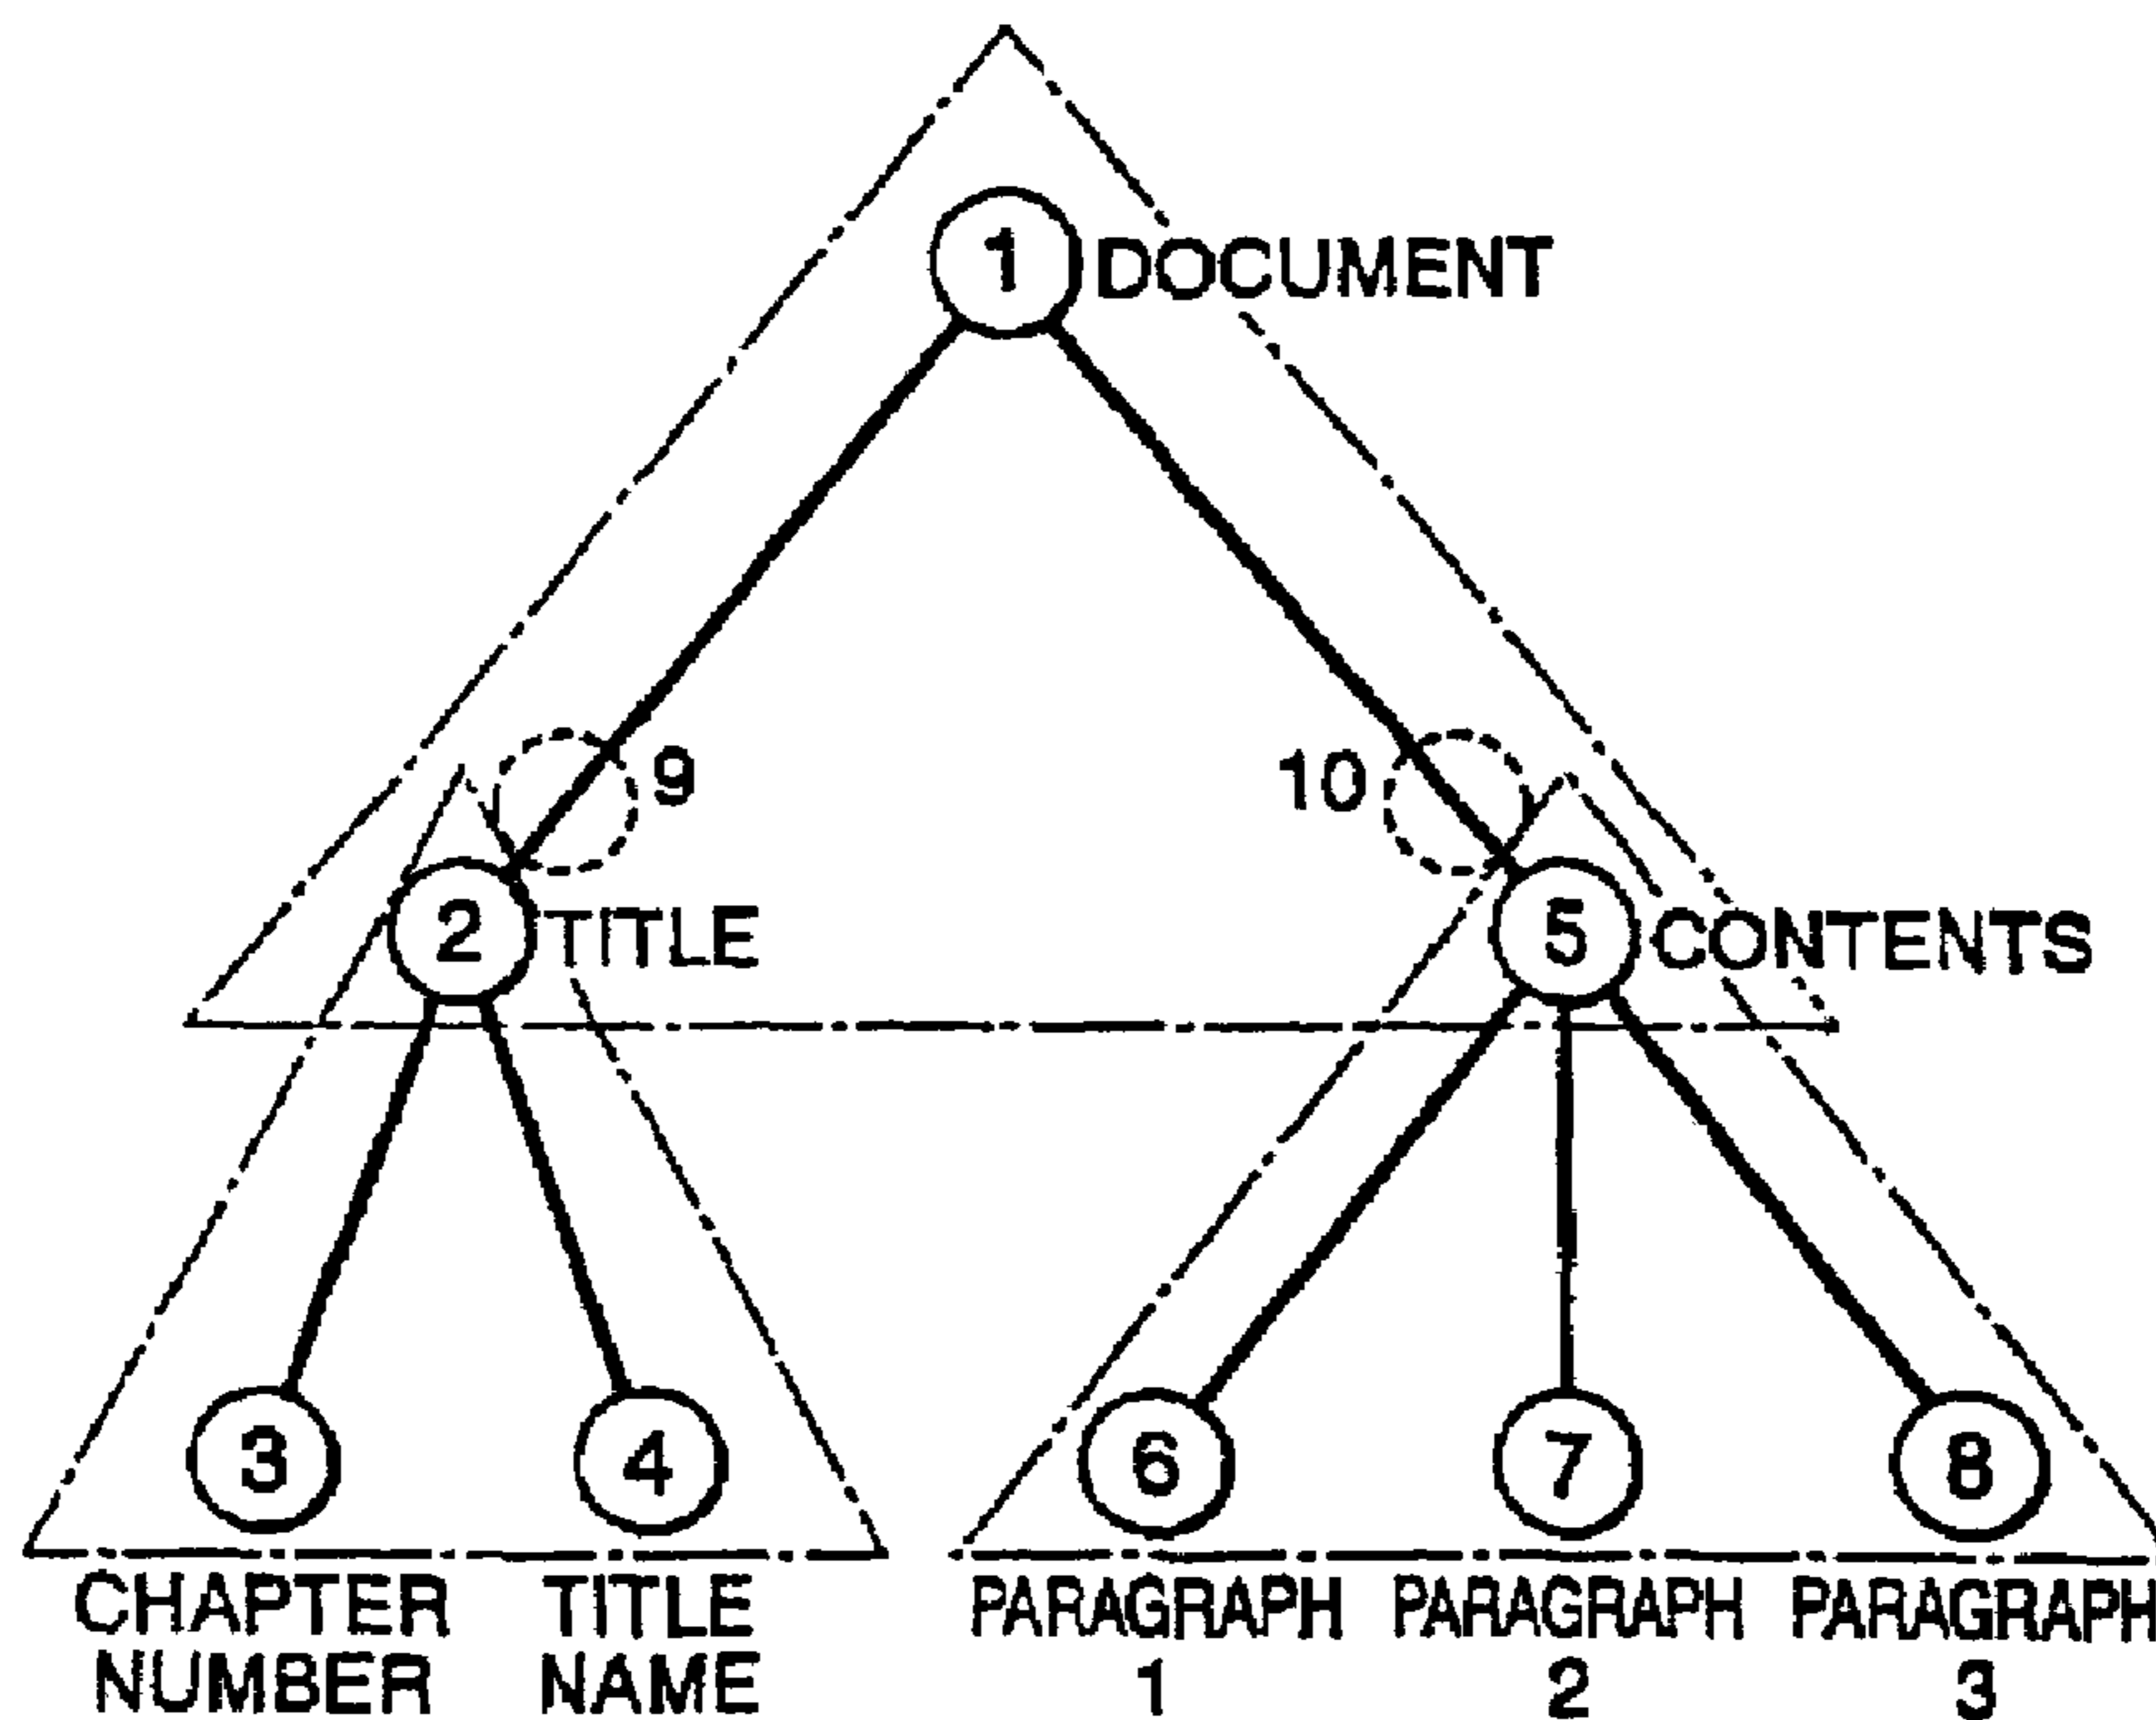 1 DOCUMENT
9 10
2 TITLE 5 CONTENTS
3 4 6 7 8
CHAPTER TITLE PARAGRAPH PARAGRAPH PARAGRAPH
NUMBER NAME 1 2 3